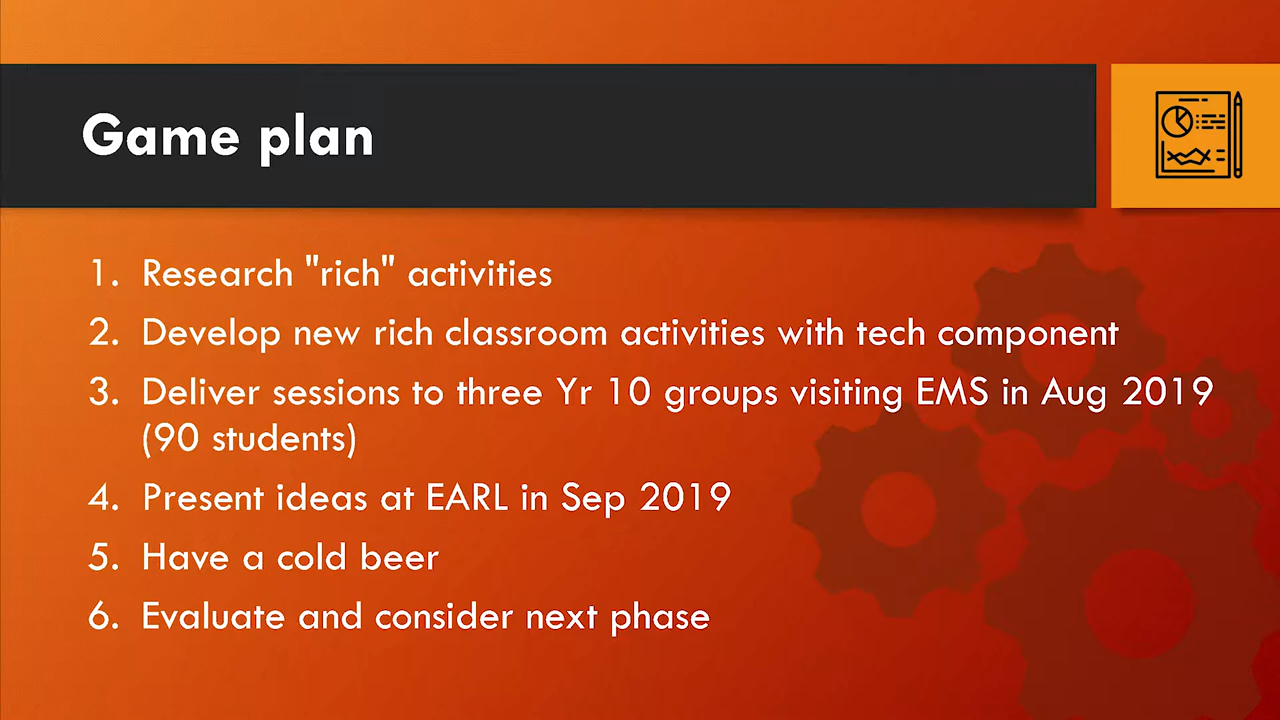 Game plan
1. Research "rich" activities
2. Develop new rich classroom activities with tech component
3. Deliver sessions to three Yr 10 groups visiting EMS in Aug 2019
(90 students)
4. Present ideas at EARL in Sep 2019
5. Have a cold beer
6. Evaluate and consider next phase